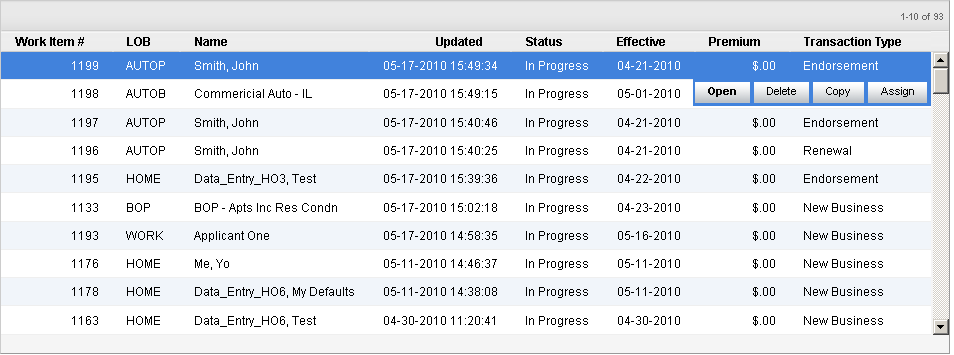 1-10 of 93
Work Item # LOB Name Updated Status Effective Premium Transaction Type
1199 AUTOP Smith, John 05-17-2010 15:49:34 In Progress 04-21-2010 $.00 Endorsement
1198 AUTOB Commericial Auto - IL 05-17-2010 15:49:15 In Progress 05-01-2010 Open Delete Copy Assign
1197 AUTOP Smith, John 05-17-2010 15:40:46 In Progress 04-21-2010 $.00 Endorsement
1196 AUTOP Smith, John 05-17-2010 15:40:25 In Progress 04-21-2010 $.00 Renewal
1195 HOME Data_Entry_HO3, Test 05-17-2010 15:39:36 In Progress 04-22-2010 $.00 Endorsement
1133 BOP BOP - Apts Inc Res Condn 05-17-2010 15:02:18 In Progress 04-23-2010 $.00 New Business
1193 WORK Applicant One 05-17-2010 14:58:35 In Progress 05-16-2010 $.00 New Business
1176 HOME Me, Yo 05-11-2010 14:46:37 In Progress 05-11-2010 $.00 New Business
1178 HOME Data_Entry_HO6, My Defaults 05-11-2010 14:38:08 In Progress 05-11-2010 $.00 New Business
1163 HOME Data_Entry_HO6, Test 04-30-2010 11:20:41 In Progress 04-30-2010 $.00 New Business